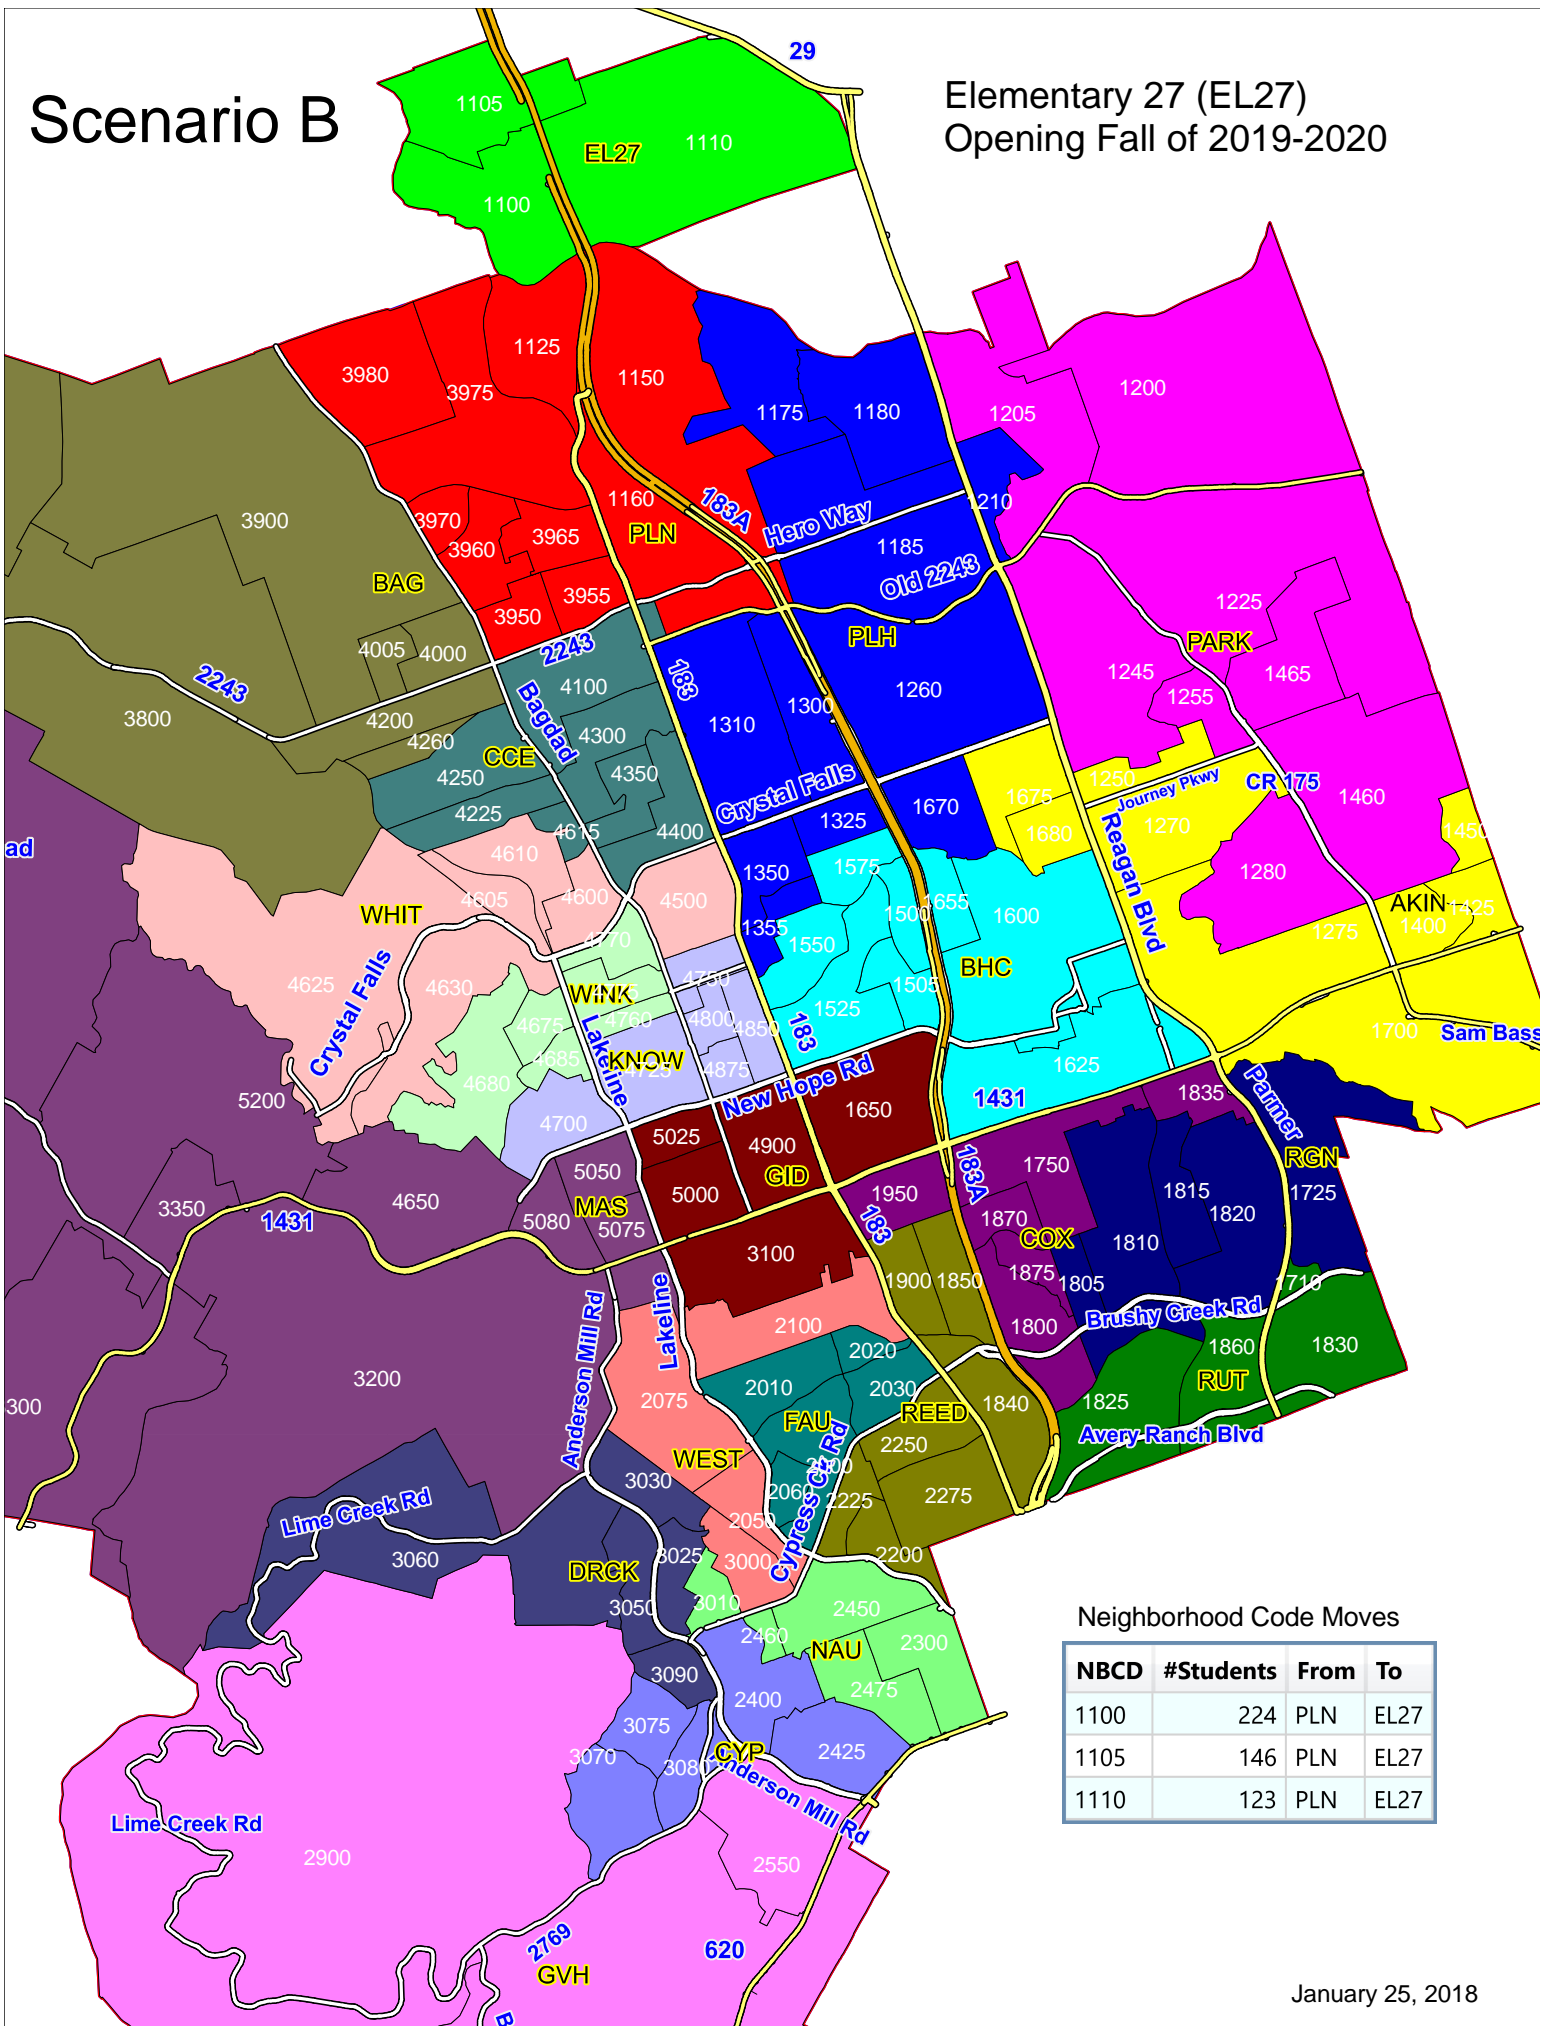 Scenario B
Elementary 27 (EL27)
Opening Fall of 2019-2020
29
1105
EL27
1110
1100
1125
3980
3975
1150
1175
1180
1205
1200
3900
3970
3960
3965
1160
PLN
183A
Hero Way
1210
1185
Old 2243
BAG
3950
3955
4005
4000
2243
2243
183
PLH
1225
PARK
1245
1255
1465
1260
3800
4200
4260
4100
Bagdad
4300
CCE
4250
4350
4225
4615
4400
1310
1300
Crystal Falls
1325
1670
1675
1680
1250
Journey Pkwy
CR 175
1460
1270
1450
Reagan Blvd
1280
ad
4610
4605
4600
4500
WHIT
1350
1355
1575
1550
1500
1655
1600
BHC
1505
1525
AKIN
1425
1400
1275
4770
4625
4630
Crystal Falls
WINK
4675
4760
4685
4680
Lakeline
KNOW
4725
4750
4800
4850
4875
183
New Hope Rd
4700
1700
Sam Bass
5200
1625
1431
1835
Parmer
RGN
1650
5025
4900
GID
5000
5050
MAS
5075
5080
4650
3350
1431
1950
183A
183
1750
1870
COX
1875
1805
1810
1815
1820
1725
1710
3100
1900
1850
1800
Brushy Creek Rd
2100
Lakeline
Anderson Mill Rd
2020
2010
2030
3200
300
2075
FAU
REED
1840
1825
1860
RUT
1830
Avery Ranch Blvd
WEST
2250
2060
2225
2275
Cypress Crk Rd
2050
2200
3030
Lime Creek Rd
3060
DRCK
3025
3000
3050
3010
2450
2460
NAU
2300
2475
3090
2400
3075
3070
3080
CYP
2425
Anderson Mill Rd
Lime Creek Rd
2900
2550
2769
620
GVH
B
Neighborhood Code Moves
NBCD #Students From To
1100 224 PLN EL27
1105 146 PLN EL27
1110 123 PLN EL27
January 25, 2018